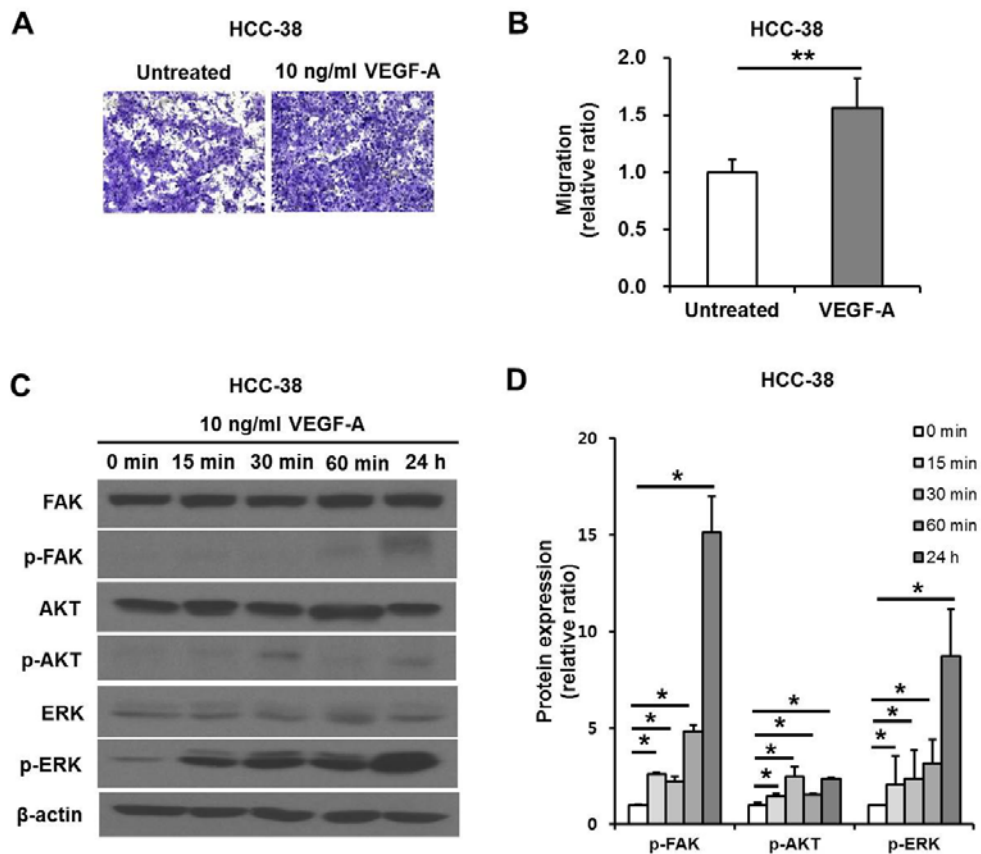 A
HCC-38
Untreated
10 ng/ml VEGF-A
B
HCC-38
2.0
1.5
1.0
0.5
0.0
**
Migration
(relative ratio)
Untreated
VEGF-A
C
HCC-38
10 ng/ml VEGF-A
0 min 15 min 30 min 60 min 24 h
FAK
p-FAK
AKT
p-AKT
ERK
p-ERK
β-actin
D
HCC-38
0 min
15 min
30 min
60 min
24 h
20
15
10
5
0
Protein expression
(relative ratio)
*
*
*
*
*
*
*
*
*
*
*
*
p-FAK
p-AKT
p-ERK